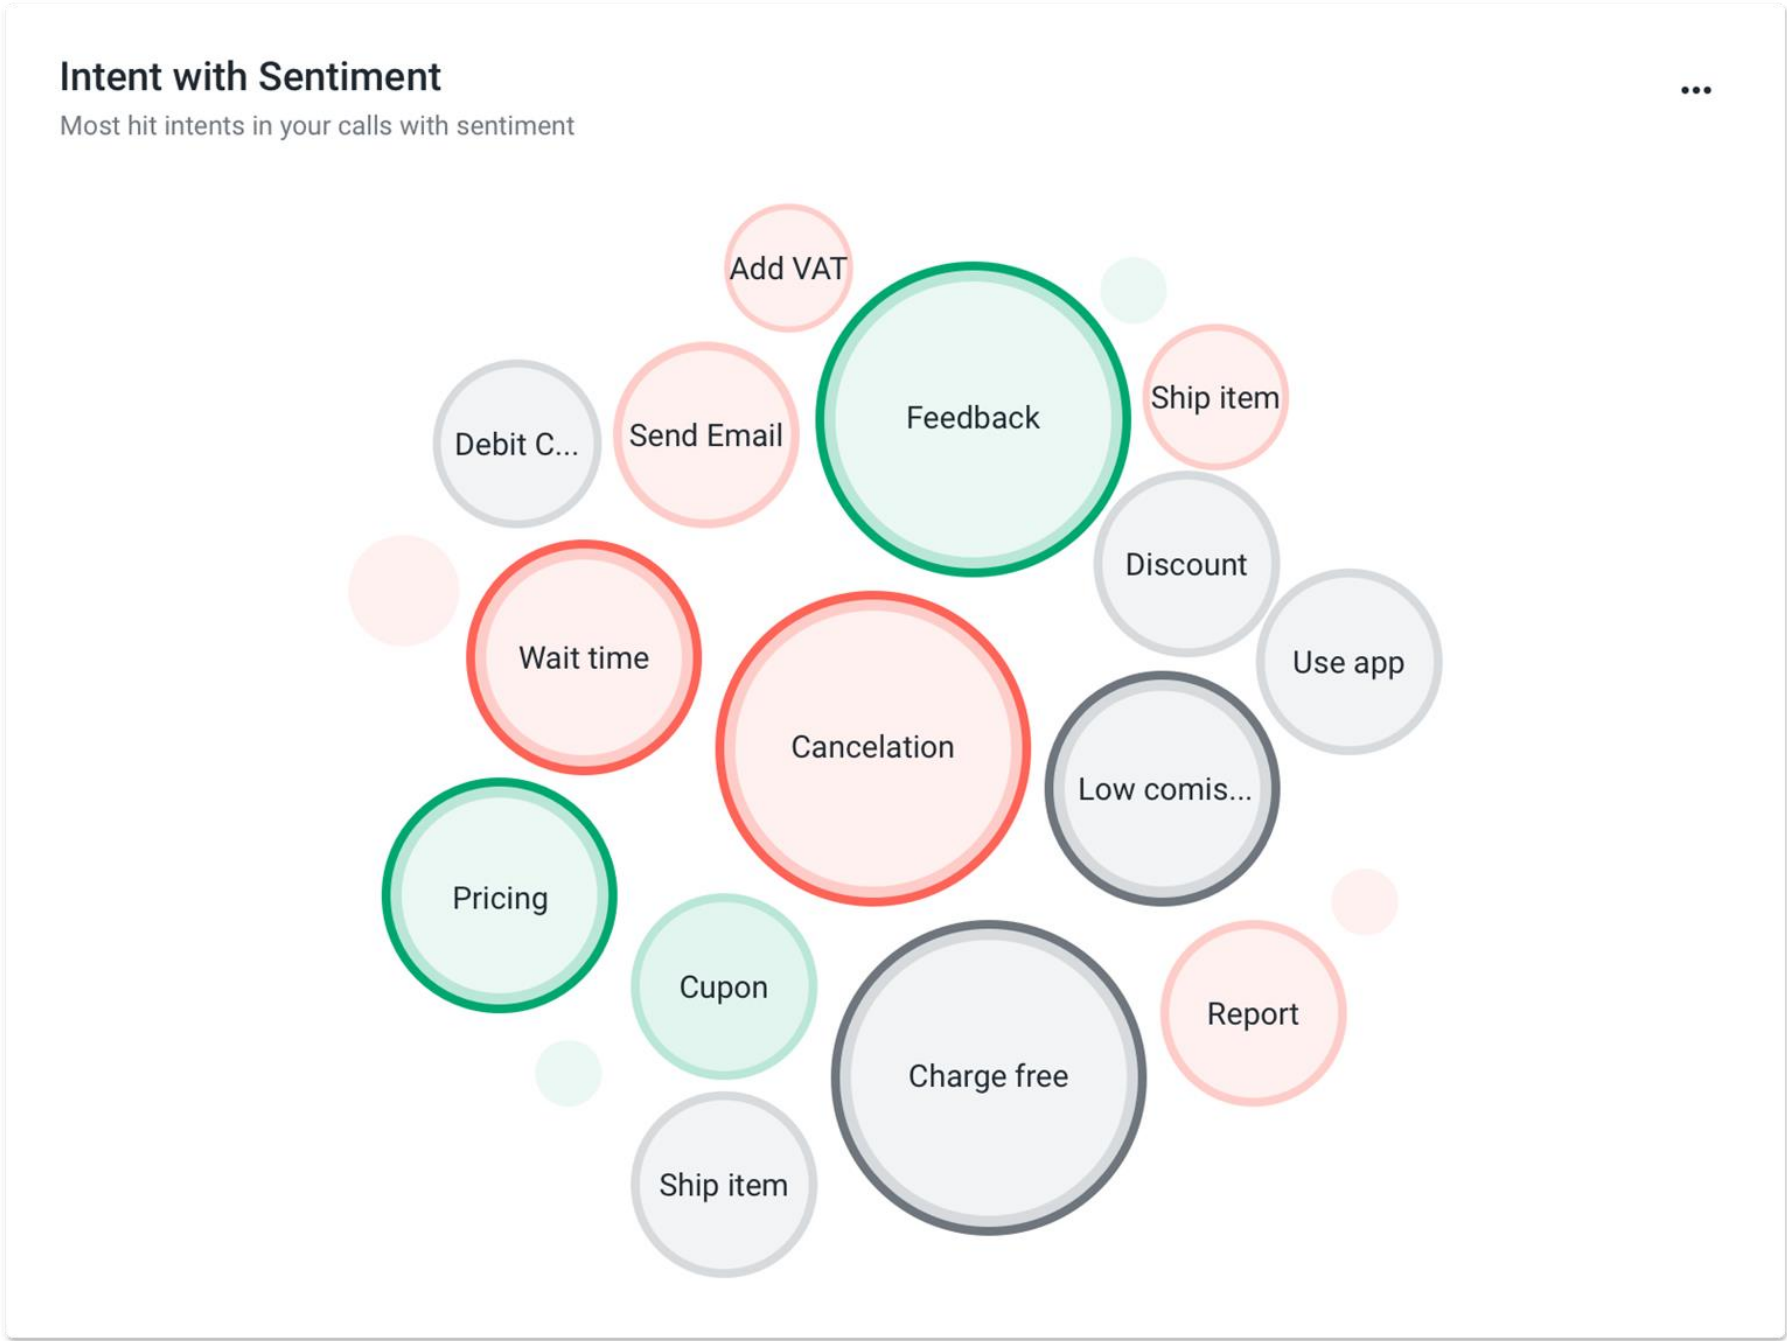 Intent with Sentiment
Most hit intents in your calls with sentiment
Add VAT
Feedback
Ship item
Debit C...
Send Email
Discount
Wait time
Use app
Cancelation
Low comis...
Pricing
Cupon
Report
Charge free
Ship item